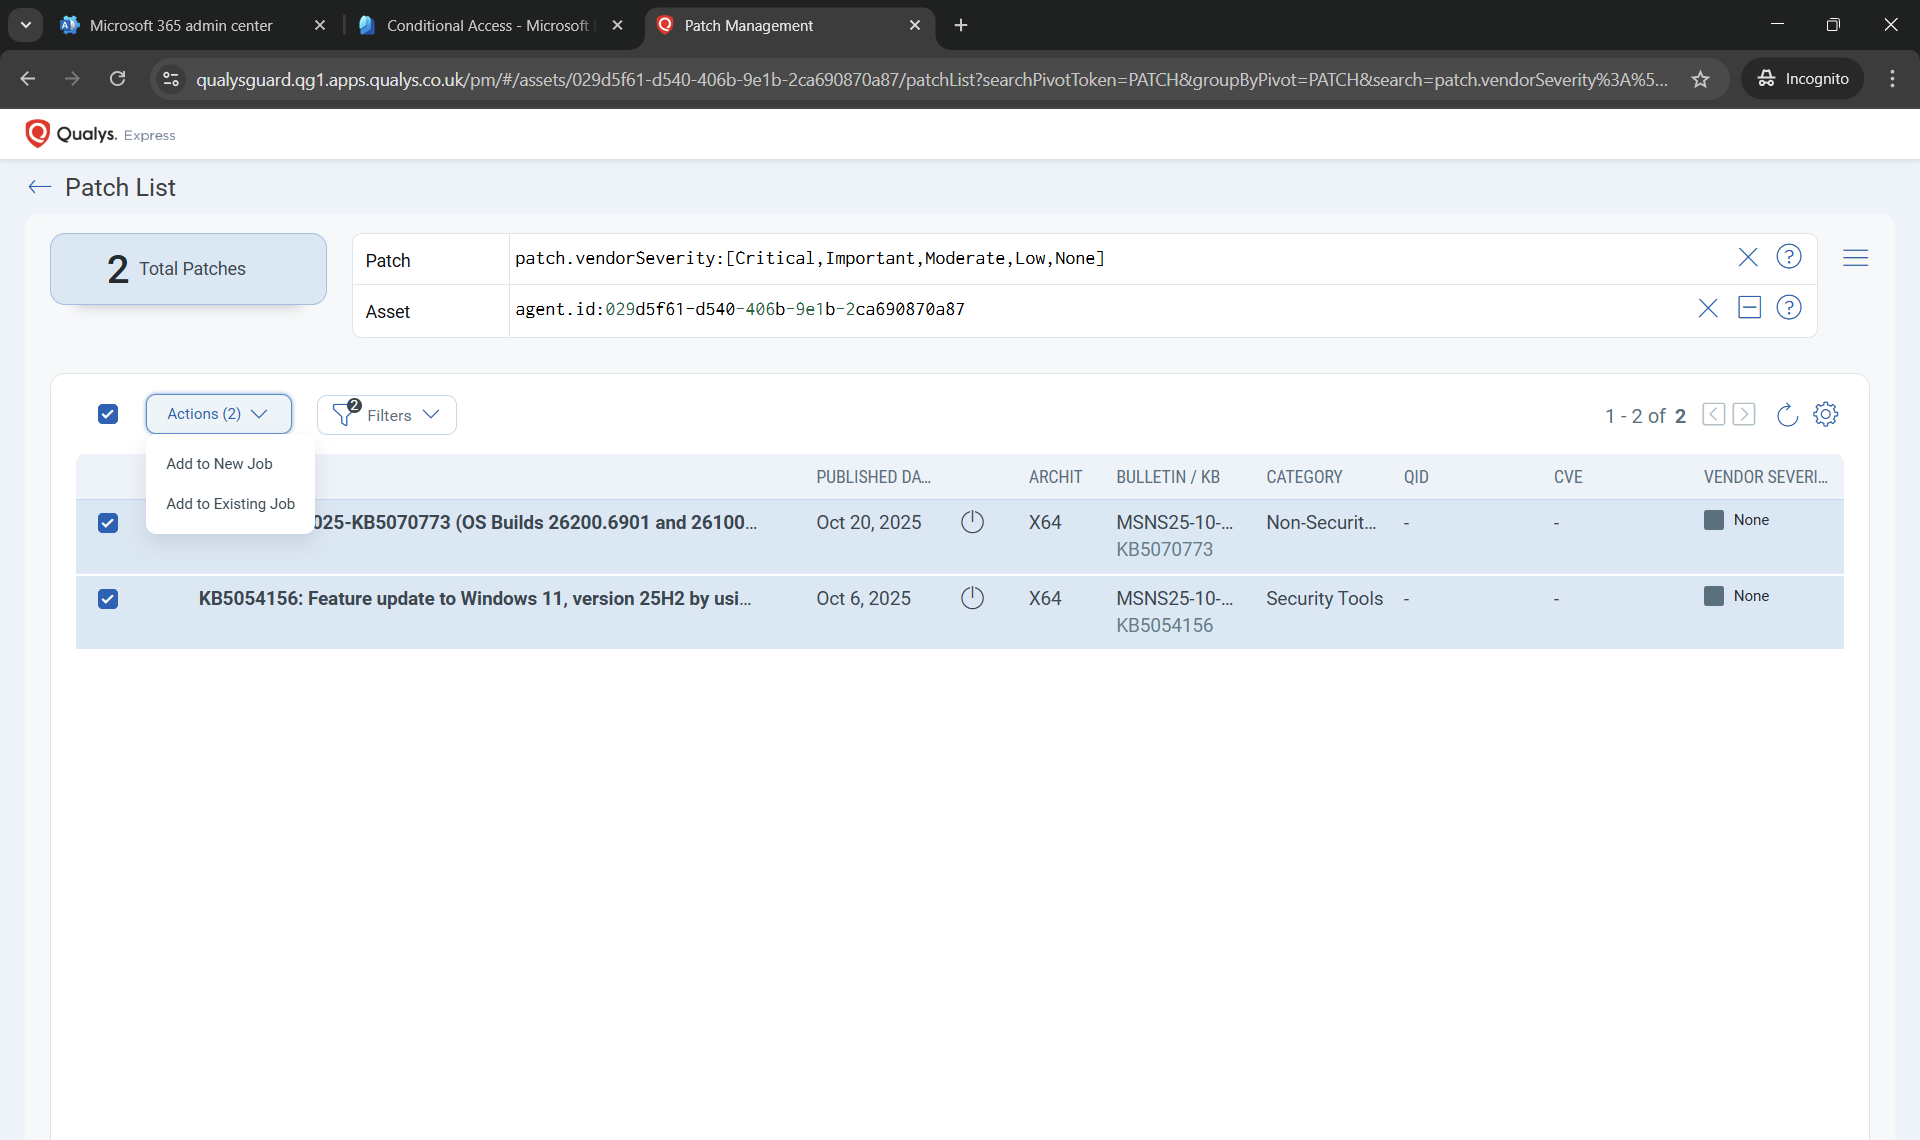 Microsoft 365 admin center
Conditional Access - Microsoft
Patch Management
qualysguard.qg1.apps.qualys.co.uk/pm/#/assets/029d5f61-d540-406b-9e1b-2ca690870a87/patchList?searchPivotToken=PATCH&groupByPivot=PATCH&search=patch.vendorSeverity%3A%5...
Incognito
Qualys. Express
Patch List
2 Total Patches
Patch patch.vendorSeverity:[Critical,Important,Moderate,Low,None]
Asset agent.id:029d5f61-d540-406b-9e1b-2ca690870a87
Actions (2)
2 Filters
1 - 2 of 2
Add to New Job
Add to Existing Job
PUBLISHED DA... ARCHIT BULLETIN / KB CATEGORY QID CVE VENDOR SEVERI...
025-KB5070773 (OS Builds 26200.6901 and 26100... Oct 20, 2025 X64 MSNS25-10-... Non-Securit... - - None
KB5070773
KB5054156: Feature update to Windows 11, version 25H2 by usi... Oct 6, 2025 X64 MSNS25-10-... Security Tools - - None
KB5054156